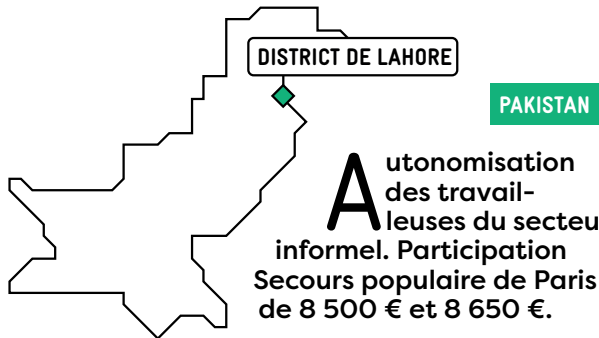 DISTRICT DE LAHORE
PAKISTAN
Autonomisation
des travail-
leuses du secteu
informel. Participation
Secours populaire de Paris
de 8 500 € et 8 650 €.